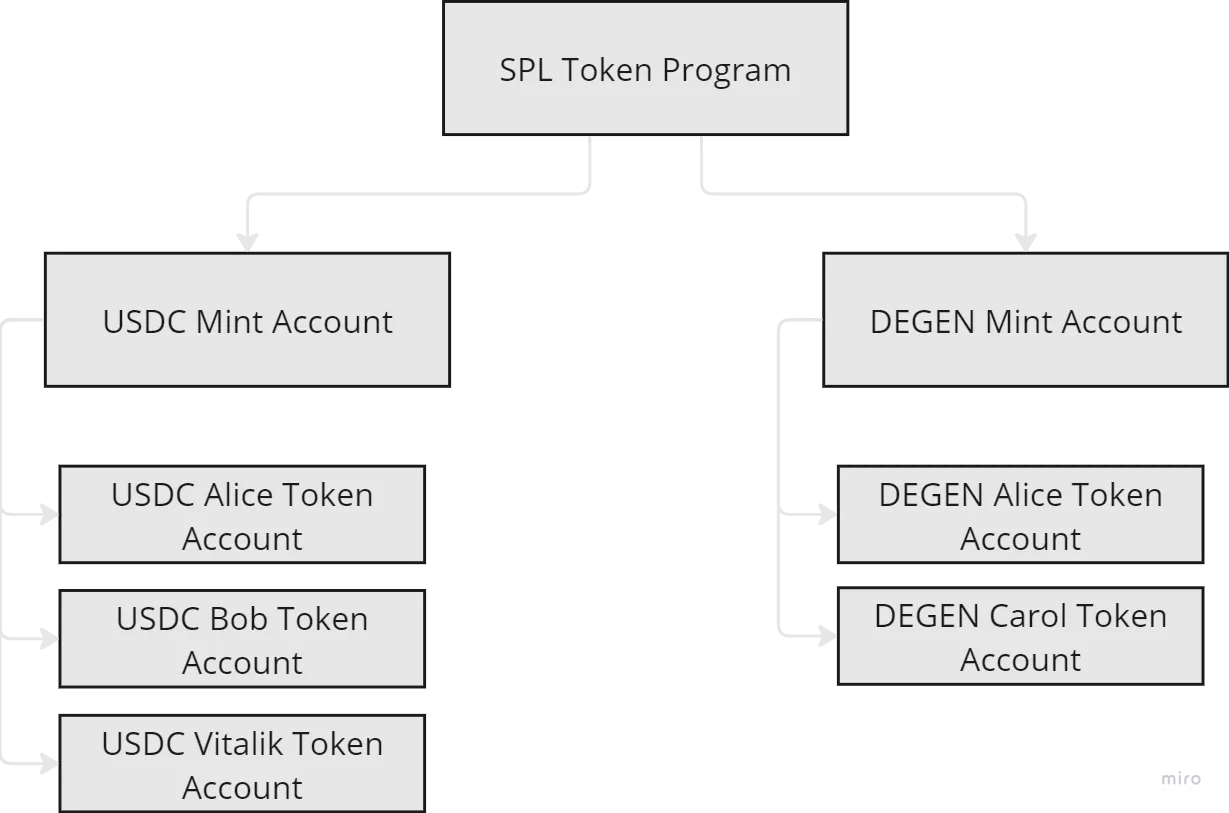 SPL Token Program
USDC Mint Account
DEGEN Mint Account
USDC Alice Token
Account
USDC Bob Token
Account
USDC Vitalik Token
Account
DEGEN Alice Token
Account
DEGEN Carol Token
Account
miro